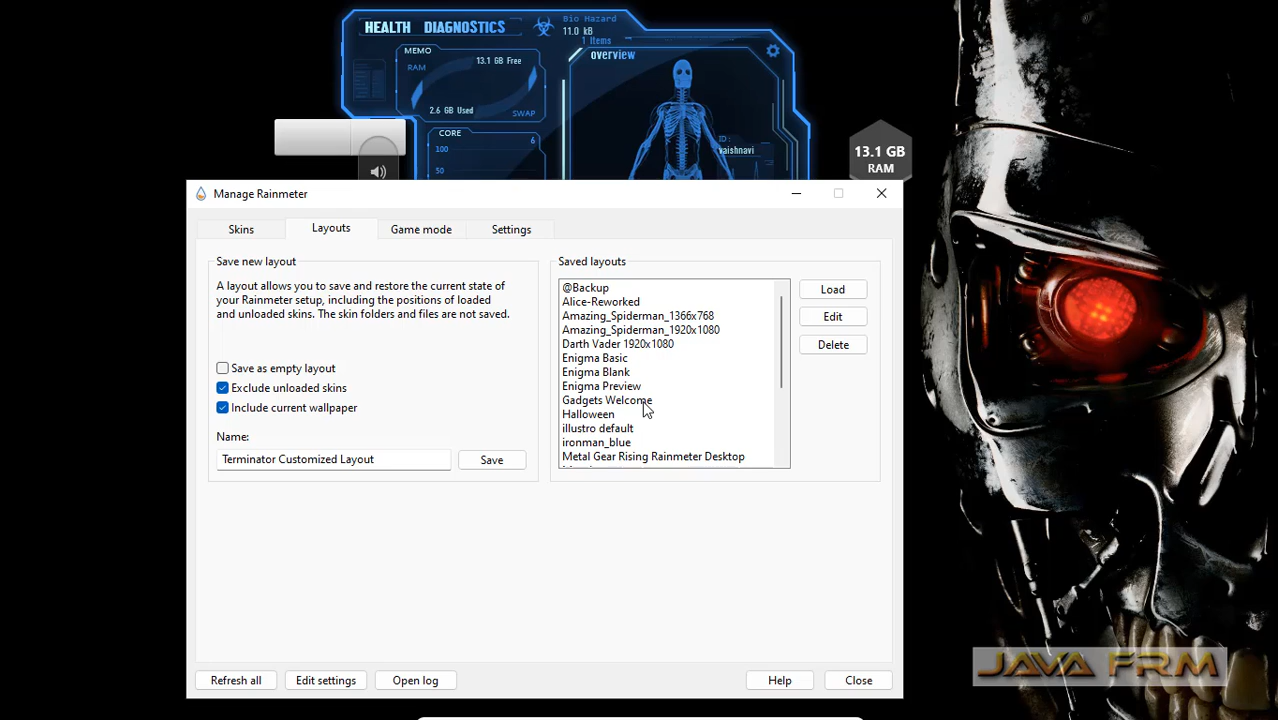 HEALTH DIAGNOSTICS
Bio Hazard
11.0 kB
1 Items
MEMO
RAM
13.1 GB Free
2.6 GB Used
SWAP
overview
CORE
6
100
50
ID:
vaishnavi
13.1 GB
RAM
Manage Rainmeter
Skins
Layouts
Game mode
Settings
Save new layout
A layout allows you to save and restore the current state of
your Rainmeter setup, including the positions of loaded
and unloaded skins. The skin folders and files are not saved.
Save as empty layout
Exclude unloaded skins
Include current wallpaper
Name:
Terminator Customized Layout
Save
Saved layouts
@Backup
Alice-Reworked
Amazing_Spiderman_1366x768
Amazing_Spiderman_1920x1080
Darth Vader 1920x1080
Enigma Basic
Enigma Blank
Enigma Preview
Gadgets Welcome
Halloween
illustro default
ironman_blue
Metal Gear Rising Rainmeter Desktop
Load
Edit
Delete
Refresh all
Edit settings
Open log
Help
Close
JAVA FRM